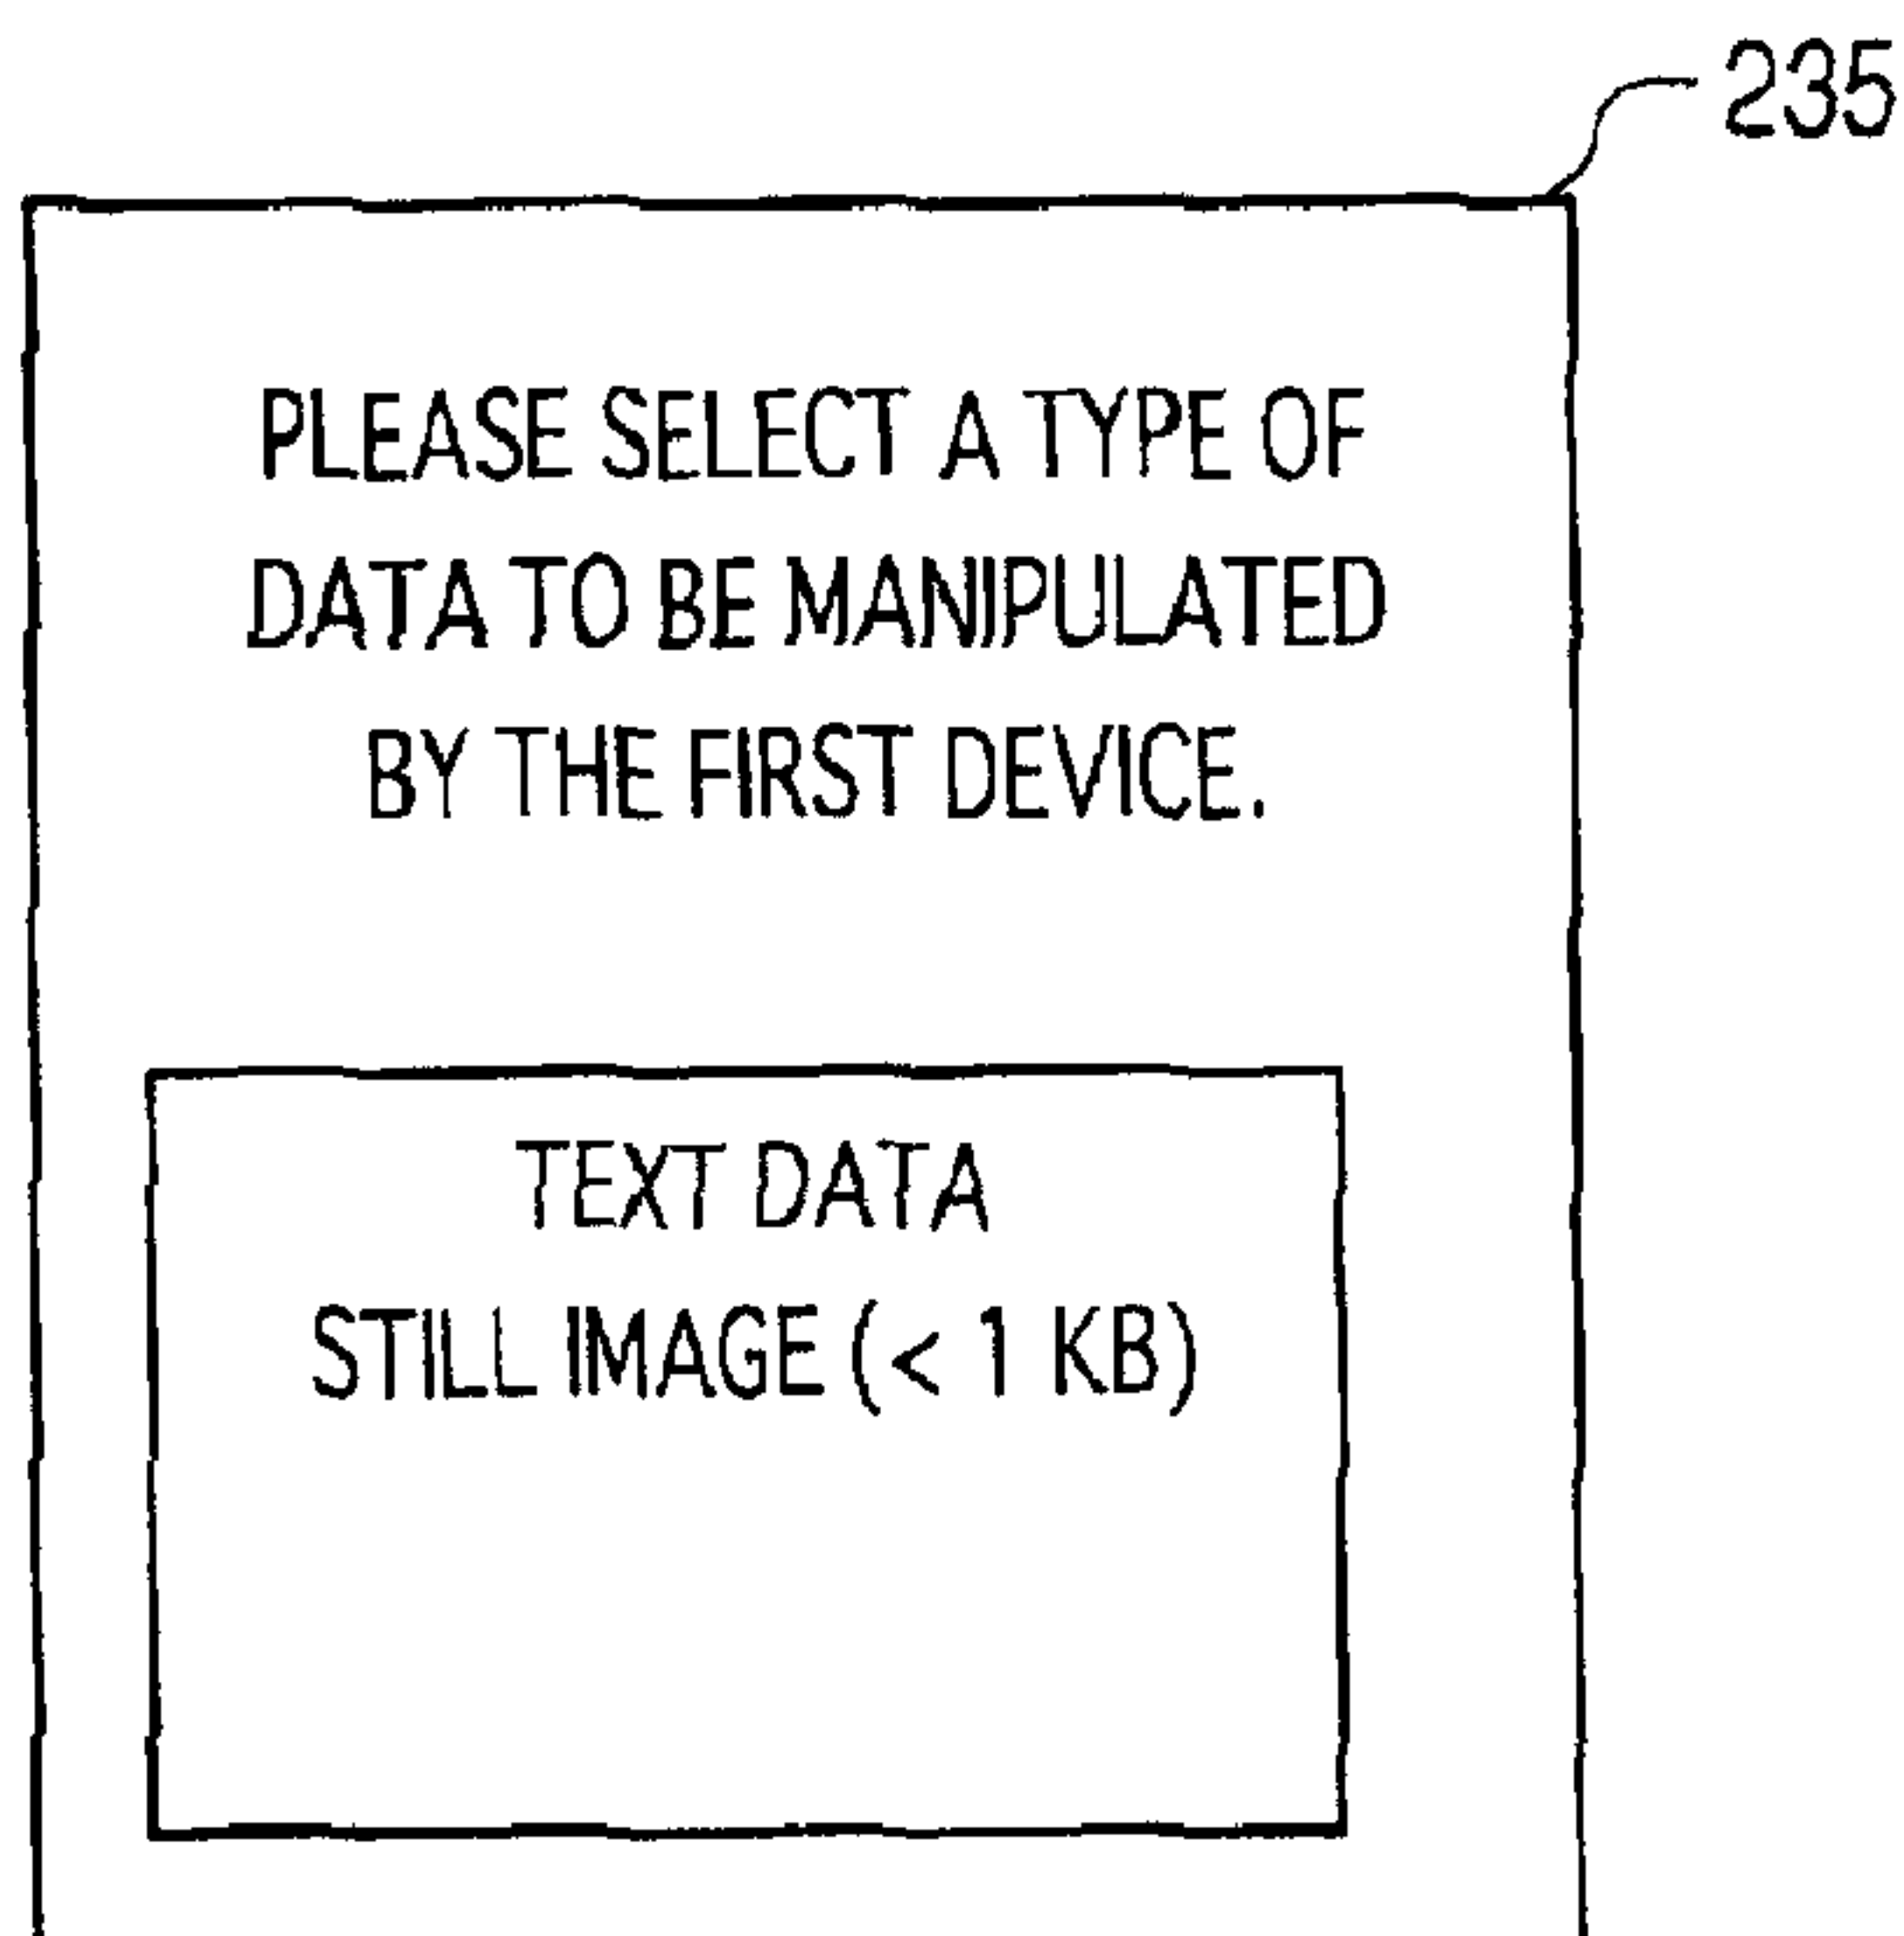 235
PLEASE SELECT A TYPE OF
DATA TO BE MANIPULATED
BY THE FIRST DEVICE.
TEXT DATA
STILL IMAGE (< 1 KB)